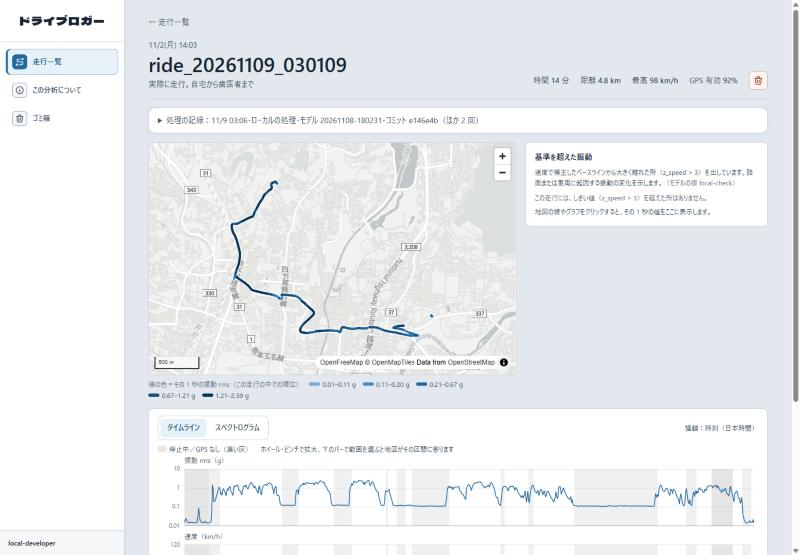 ドライブロガー
走行一覧
この分析について
ゴミ箱
local-developer
← 走行一覧
11/2(月) 14:03
ride_20261109_030109
実際に走行。自宅から歯医者まで
時間 14 分 距離 4.8 km 最高 98 km/h GPS 有効 92%
▶ 処理の記録：11/9 03:06・ローカルの処理・モデル 20261108-180231・コミット e146e4b（ほか 2 回）
31
343
330
31
1
3;208
37
337
National Highway Route
500 m
OpenFreeMap © OpenMapTiles Data from OpenStreetMap
線の色＝その 1 秒の振動 rms（この走行の中での順位） 0.01–0.11 g 0.11–0.20 g 0.21–0.67 g
0.67–1.21 g 1.21–2.59 g
基準を超えた振動
速度で補正したベースラインから大きく離れた所（z_speed > 3）を出しています。路
面または車両に起因する振動の変化を示します。（モデルの版 local-check）
この走行には、しきい値（z_speed > 3）を超えた所はありません。
地図の線やグラフをクリックすると、その 1 秒の値をここに表示します。
タイムライン
スペクトログラム
横軸：時刻（日本時間）
停止中／GPS なし（濃い灰） ホイール・ピンチで拡大、下のバーで範囲を選ぶと地図がその区間に寄ります
振動 rms（g）
10
1
0.1
0.01
速度（km/h）
120